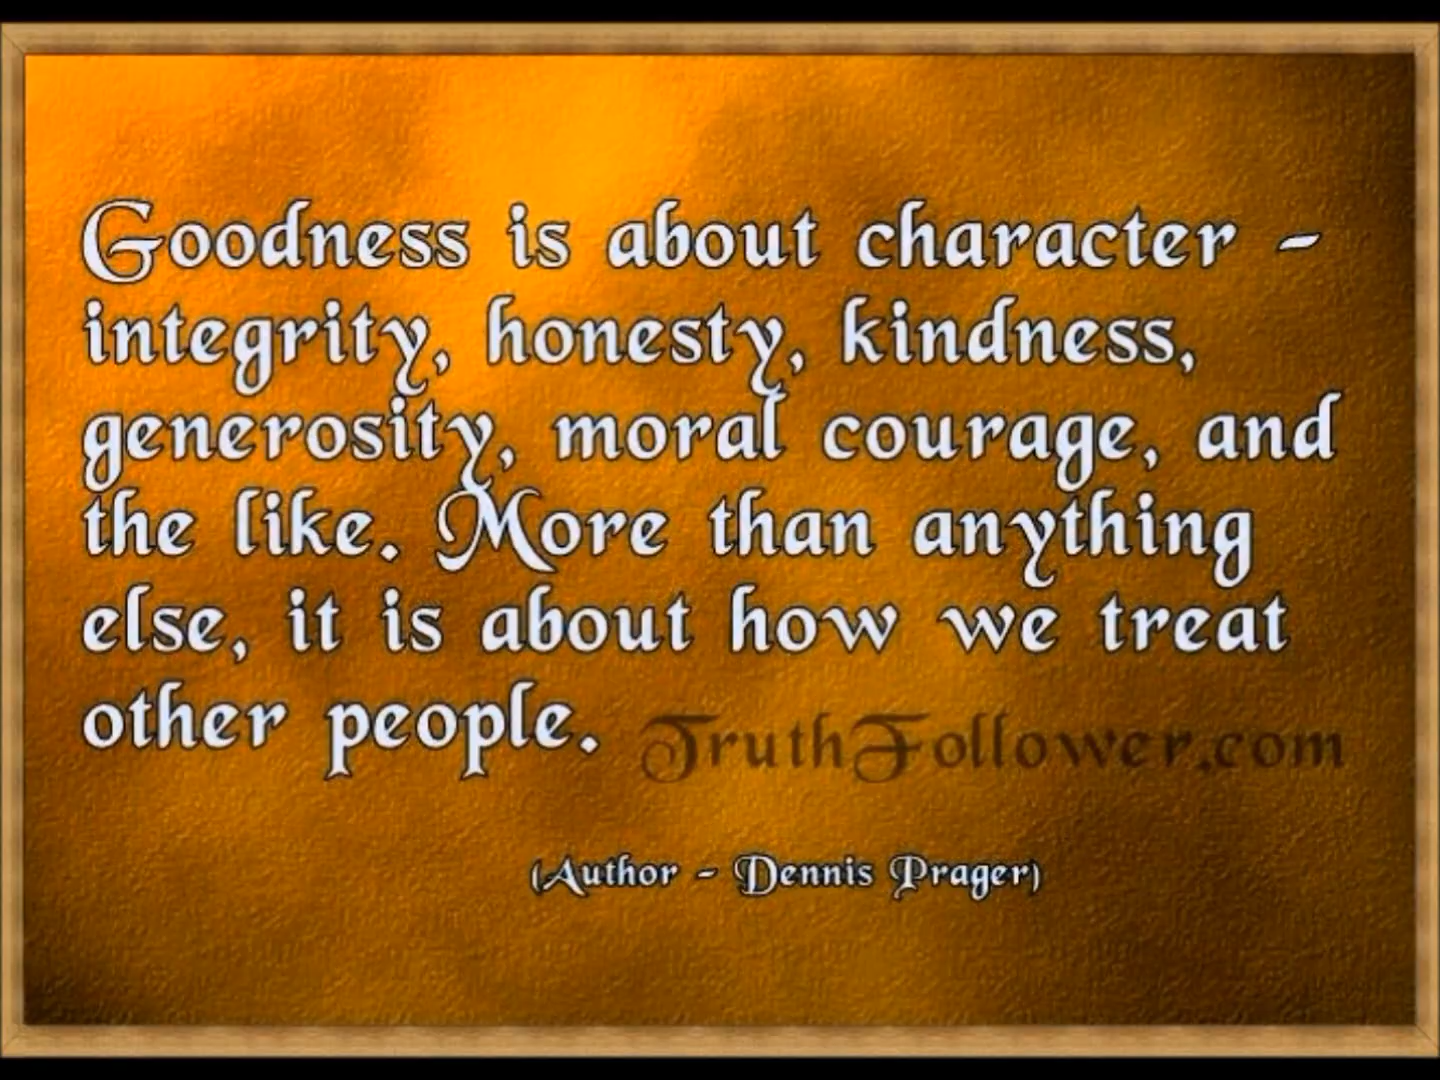 Goodness is about character -
integrity, honesty, kindness,
generosity, moral courage, and
the like. More than anything
else, it is about how we treat
other people.
TruthFollower.com
(Author - Dennis Prager)